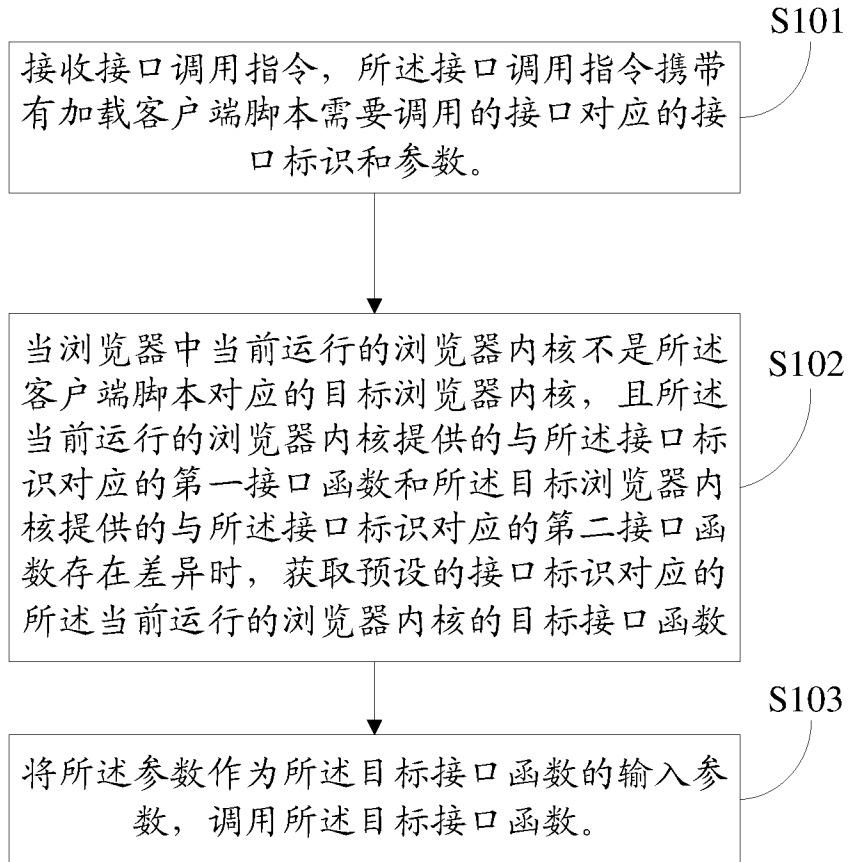 S101
接收接口调用指令，所述接口调用指令携带
有加载客户端脚本需要调用的接口对应的接
口标识和参数。
S102
当浏览器中当前运行的浏览器内核不是所述
客户端脚本对应的目标浏览器内核，且所述
当前运行的浏览器内核提供的与所述接口标
识对应的第一接口函数和所述目标浏览器内
核提供的与所述接口标识对应的第二接口函
数存在差异时，获取预设的接口标识对应的
所述当前运行的浏览器内核的目标接口函数
S103
将所述参数作为所述目标接口函数的输入参
数，调用所述目标接口函数。